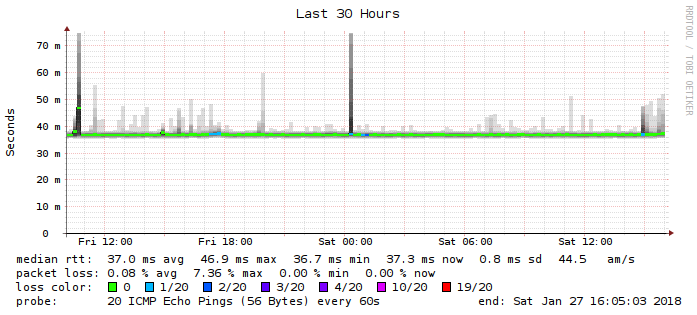 Last 30 Hours
RRDTOOL / TOBI OETIKER
Seconds
70 m
60 m
50 m
40 m
30 m
20 m
10 m
0
Fri 12:00 Fri 18:00 Sat 00:00 Sat 06:00 Sat 12:00
median rtt: 37.0 ms avg 46.9 ms max 36.7 ms min 37.3 ms now 0.8 ms sd 44.5 am/s
packet loss: 0.08 % avg 7.36 % max 0.00 % min 0.00 % now
loss color: 0 1/20 2/20 3/20 4/20 10/20 19/20
probe: 20 ICMP Echo Pings (56 Bytes) every 60s end: Sat Jan 27 16:05:03 2018